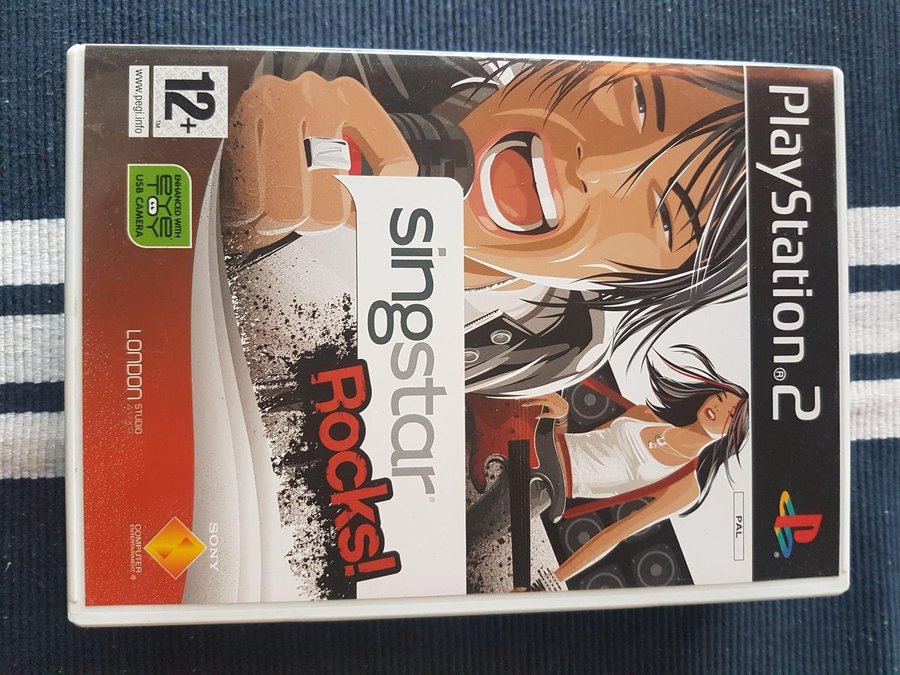 PlayStation®2
PAL
singstar®
Rocks!
12+
™
www.pegi.info
ENHANCED WITH
EYE
TOY
USB CAMERA
LONDON STUDIO
SONY
COMPUTER
ENTERTAINMENT®